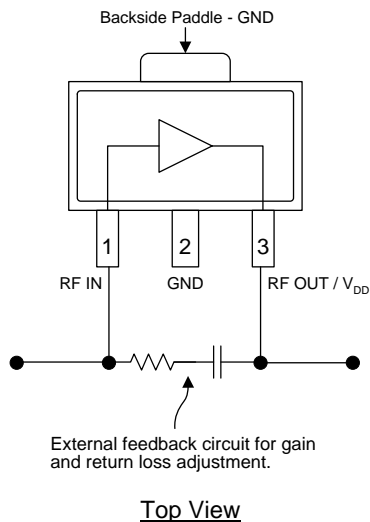 Backside Paddle - GND
1 2 3
RF IN GND RF OUT / VDD
External feedback circuit for gain
and return loss adjustment.
Top View